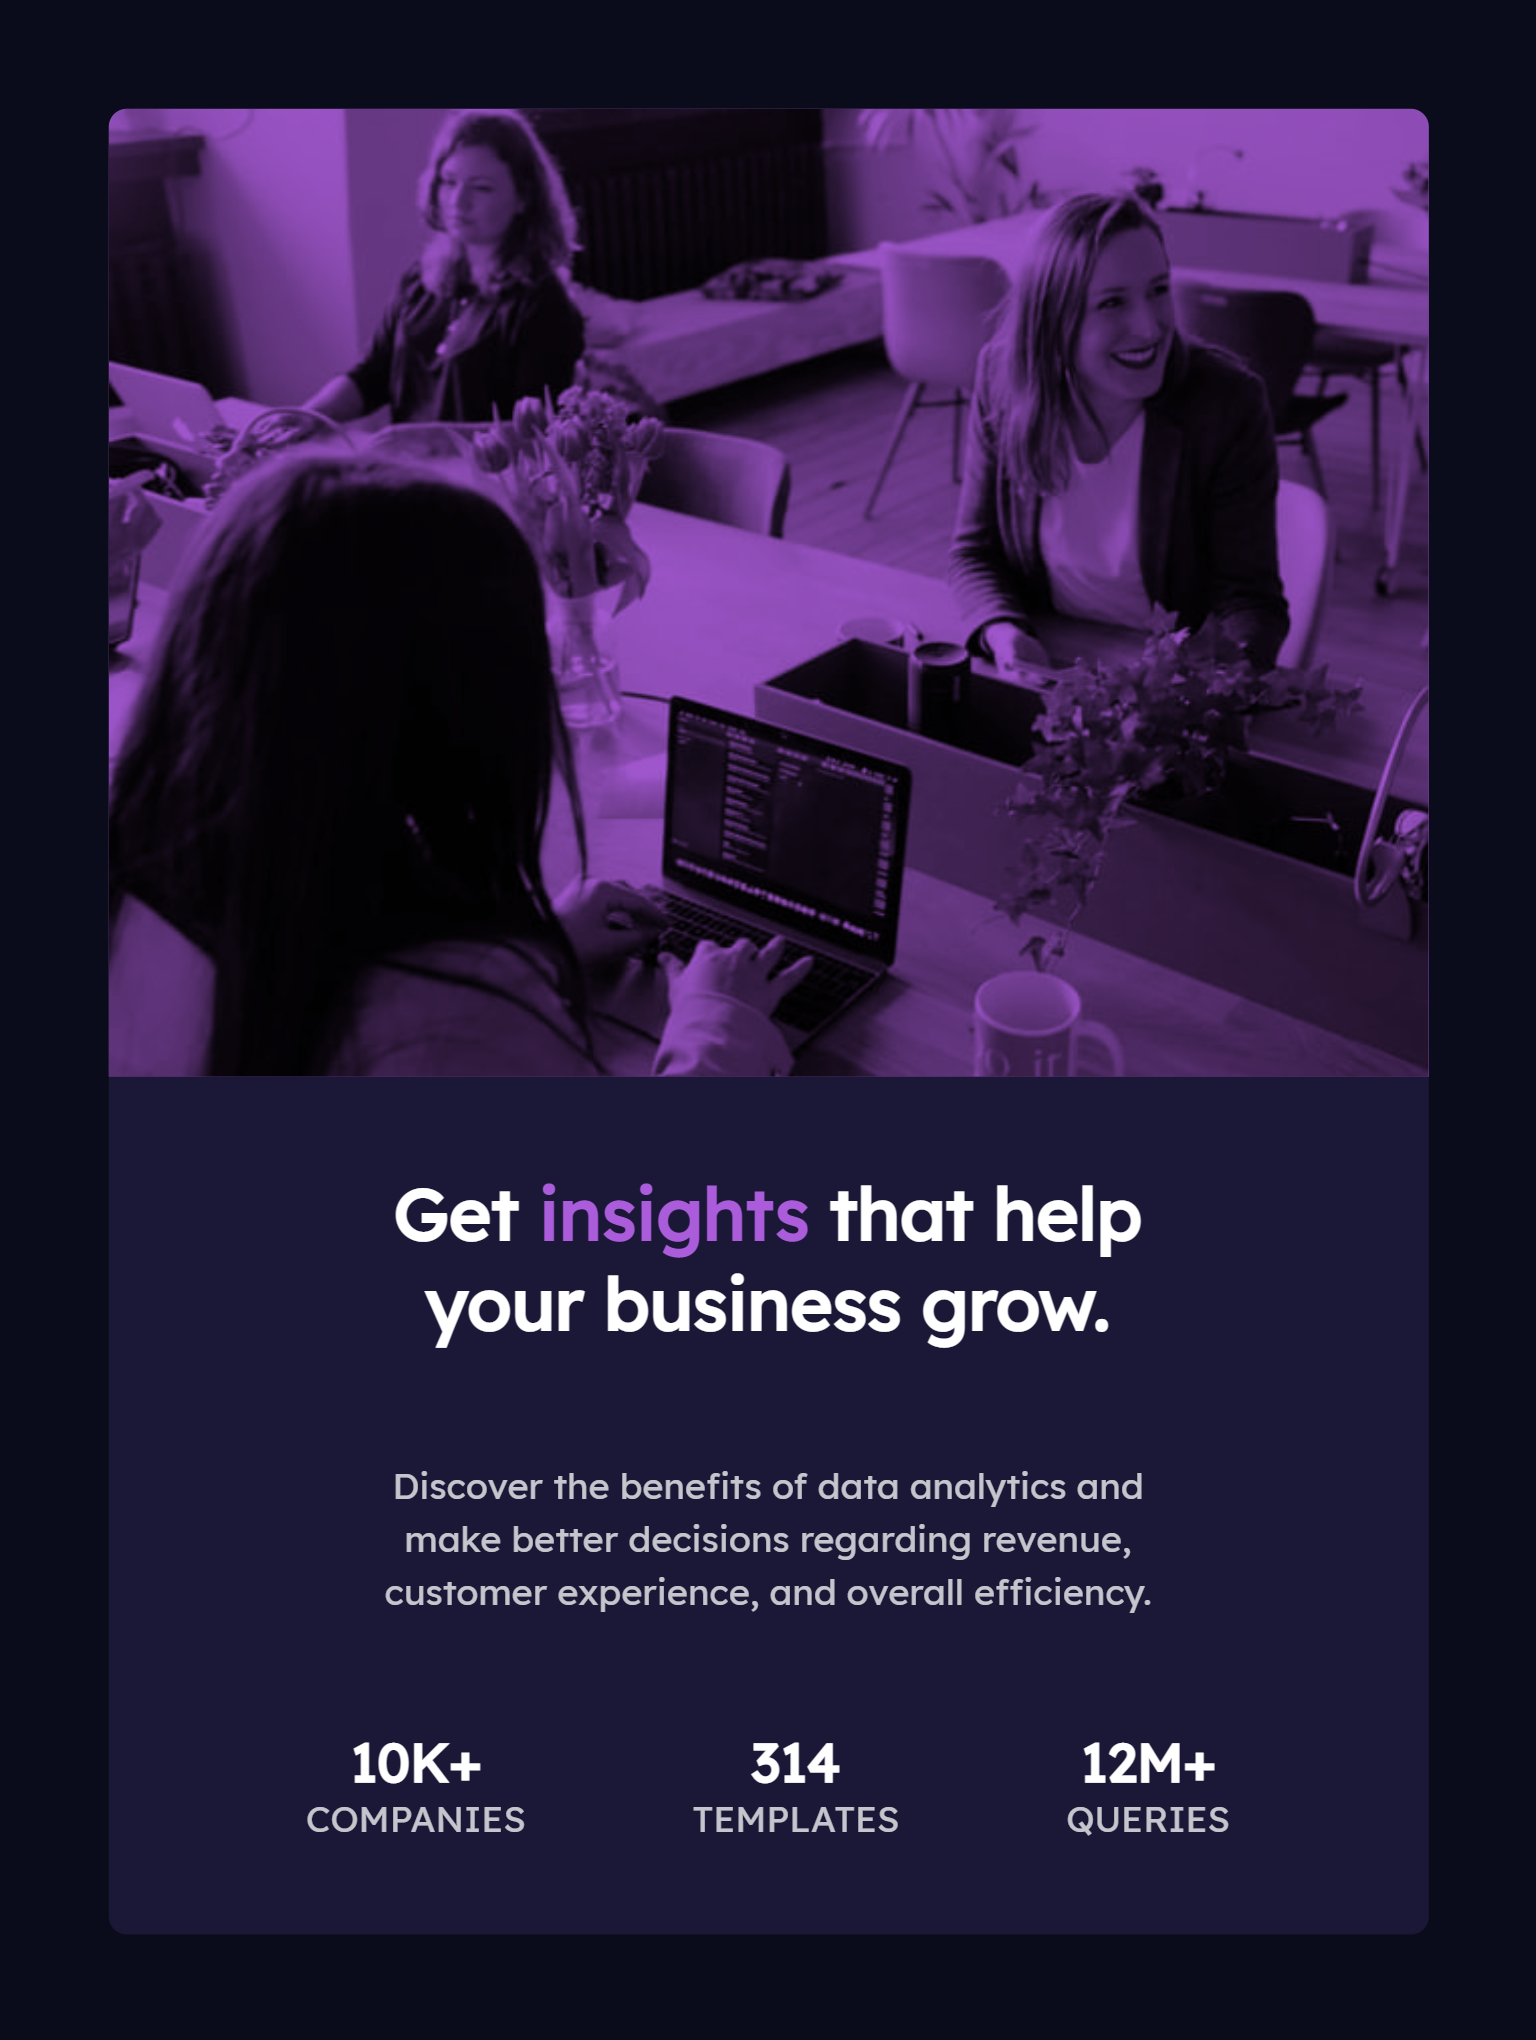 Get insights that help
your business grow.
Discover the benefits of data analytics and
make better decisions regarding revenue,
customer experience, and overall efficiency.
10K+
COMPANIES
314
TEMPLATES
12M+
QUERIES